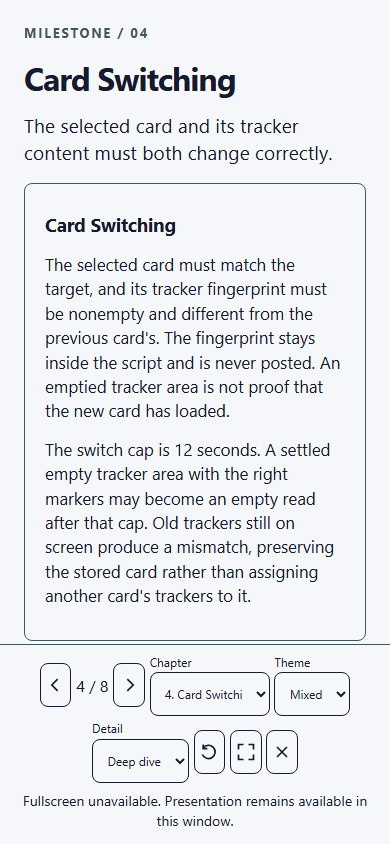 MILESTONE / 04
Card Switching
The selected card and its tracker
content must both change correctly.
Card Switching
The selected card must match the
target, and its tracker fingerprint must
be nonempty and different from the
previous card's. The fingerprint stays
inside the script and is never posted. An
emptied tracker area is not proof that
the new card has loaded.
The switch cap is 12 seconds. A settled
empty tracker area with the right
markers may become an empty read
after that cap. Old trackers still on
screen produce a mismatch, preserving
the stored card rather than assigning
another card's trackers to it.
Chapter
Theme
4 / 8
4. Card Switchi
Mixed
Detail
Deep dive
Fullscreen unavailable. Presentation remains available in
this window.